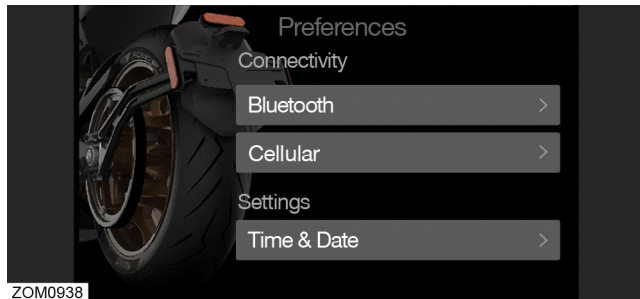 Preferences
Connectivity
Bluetooth
Cellular
Settings
Time & Date
ZOM0938